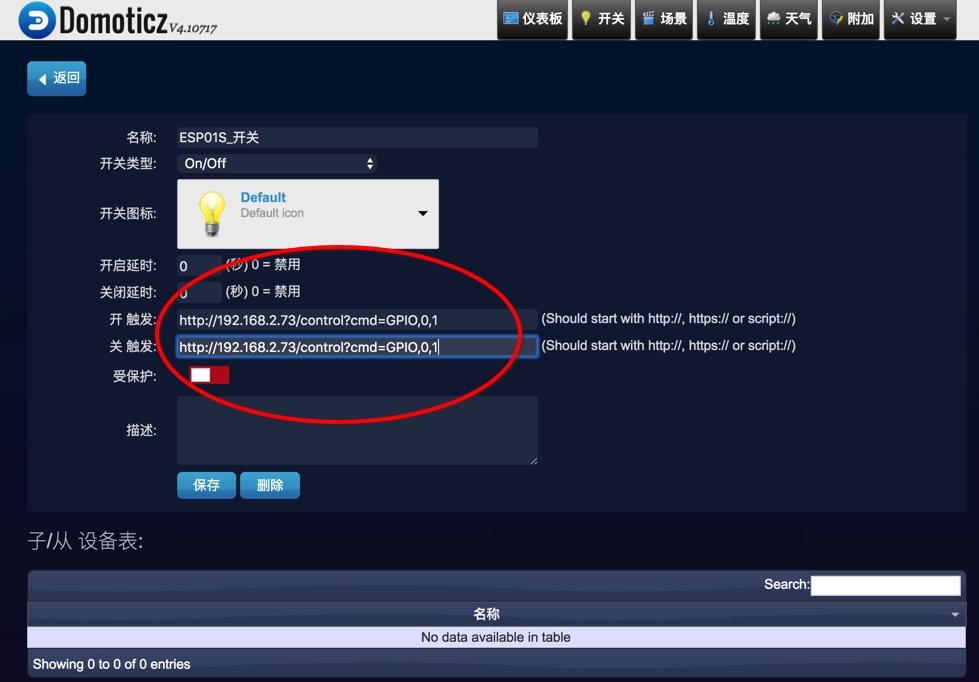 Domoticz V4.10717 仪表板 开关 场景 温度 天气 附加 设置
返回
名称: ESP01S_开关
开关类型: On/Off
开关图标: Default
Default icon
开启延时: 0 (秒) 0 = 禁用
关闭延时: 0 (秒) 0 = 禁用
开 触发: http://192.168.2.73/control?cmd=GPIO,0,1 (Should start with http://, https:// or script://)
关 触发: http://192.168.2.73/control?cmd=GPIO,0,1 (Should start with http://, https:// or script://)
受保护:
描述:
保存 删除
子/从 设备表:
Search:
名称
No data available in table
Showing 0 to 0 of 0 entries